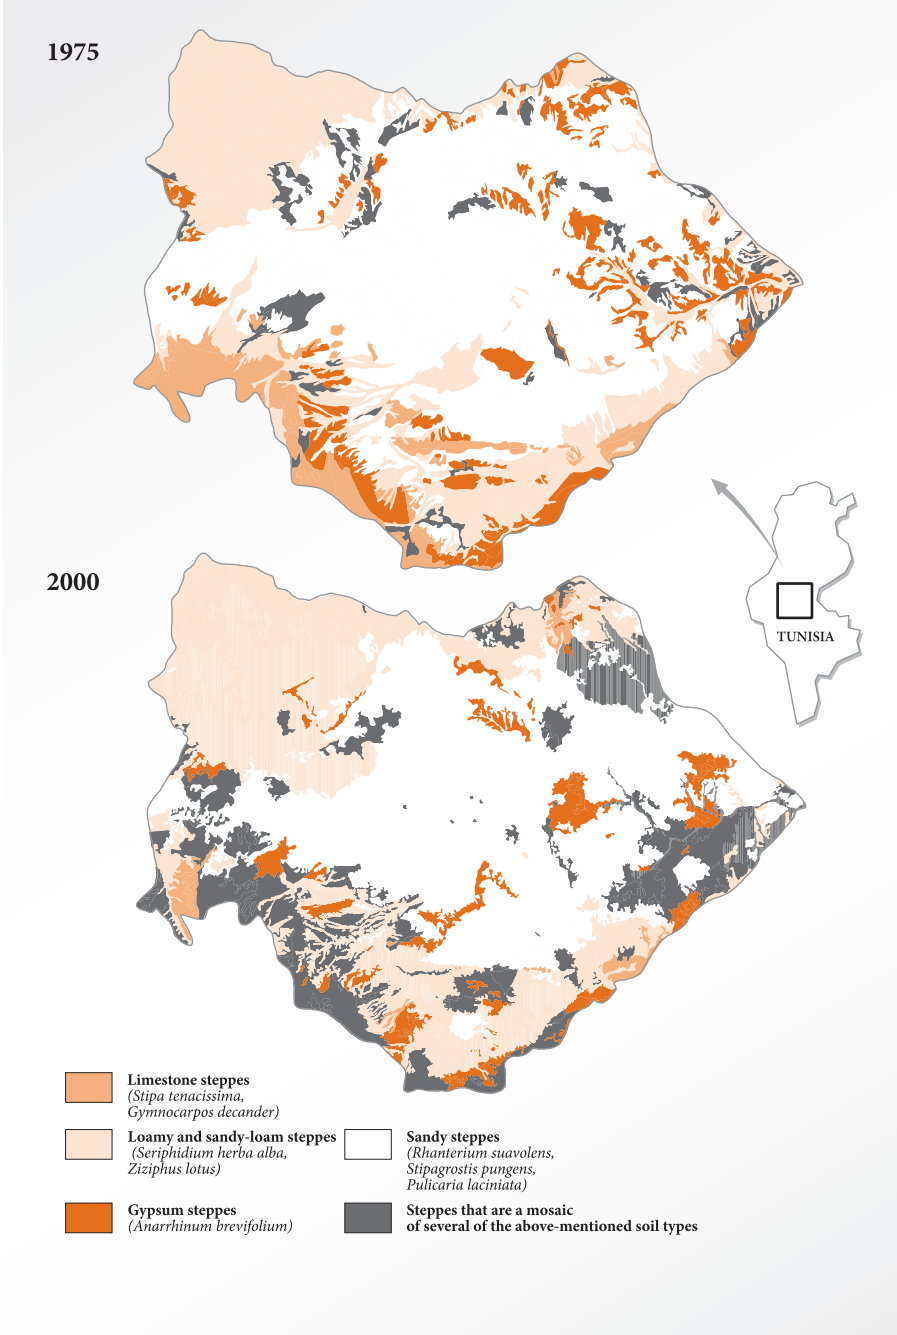 1975
2000
TUNISIA
Limestone steppes
(Stipa tenacissima,
Gymnocarpos decander)
Loamy and sandy-loam steppes
(Seriphidium herba alba,
Ziziphus lotus)
Sandy steppes
(Rhanterium suavolens,
Stipagrostis pungens,
Pulicaria laciniata)
Gypsum steppes
(Anarrhinum brevifolium)
Steppes that are a mosaic
of several of the above-mentioned soil types